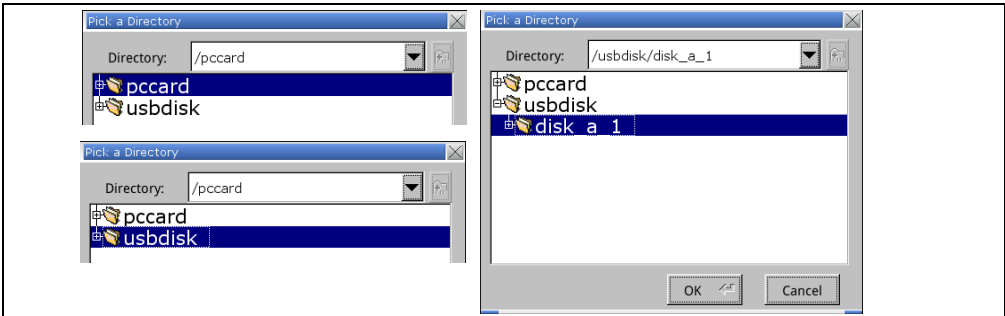 Pick a Directory
Directory: /pccard
pccard
usbdisk
Pick a Directory
Directory: /pccard
pccard
usbdisk
Pick a Directory
Directory: /usbdisk/disk_a_1
pccard
usbdisk
disk_a_1
OK Cancel